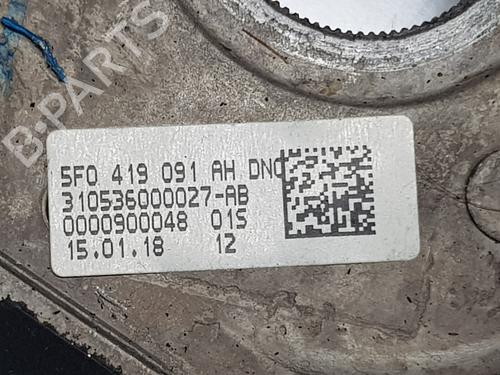 B-PARTS
5F0 419 091 AH DNC
310536000027-AB
0000900048 01S
15.01.18 12